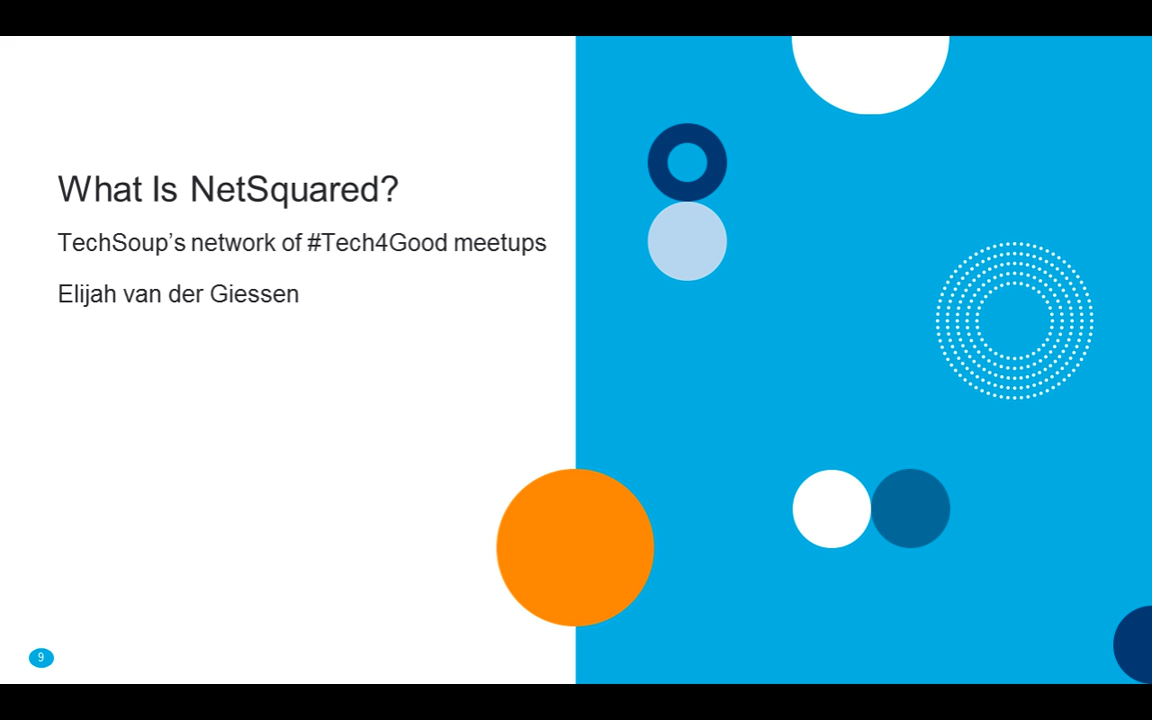 What Is NetSquared?
TechSoup’s network of #Tech4Good meetups
Elijah van der Giessen
9